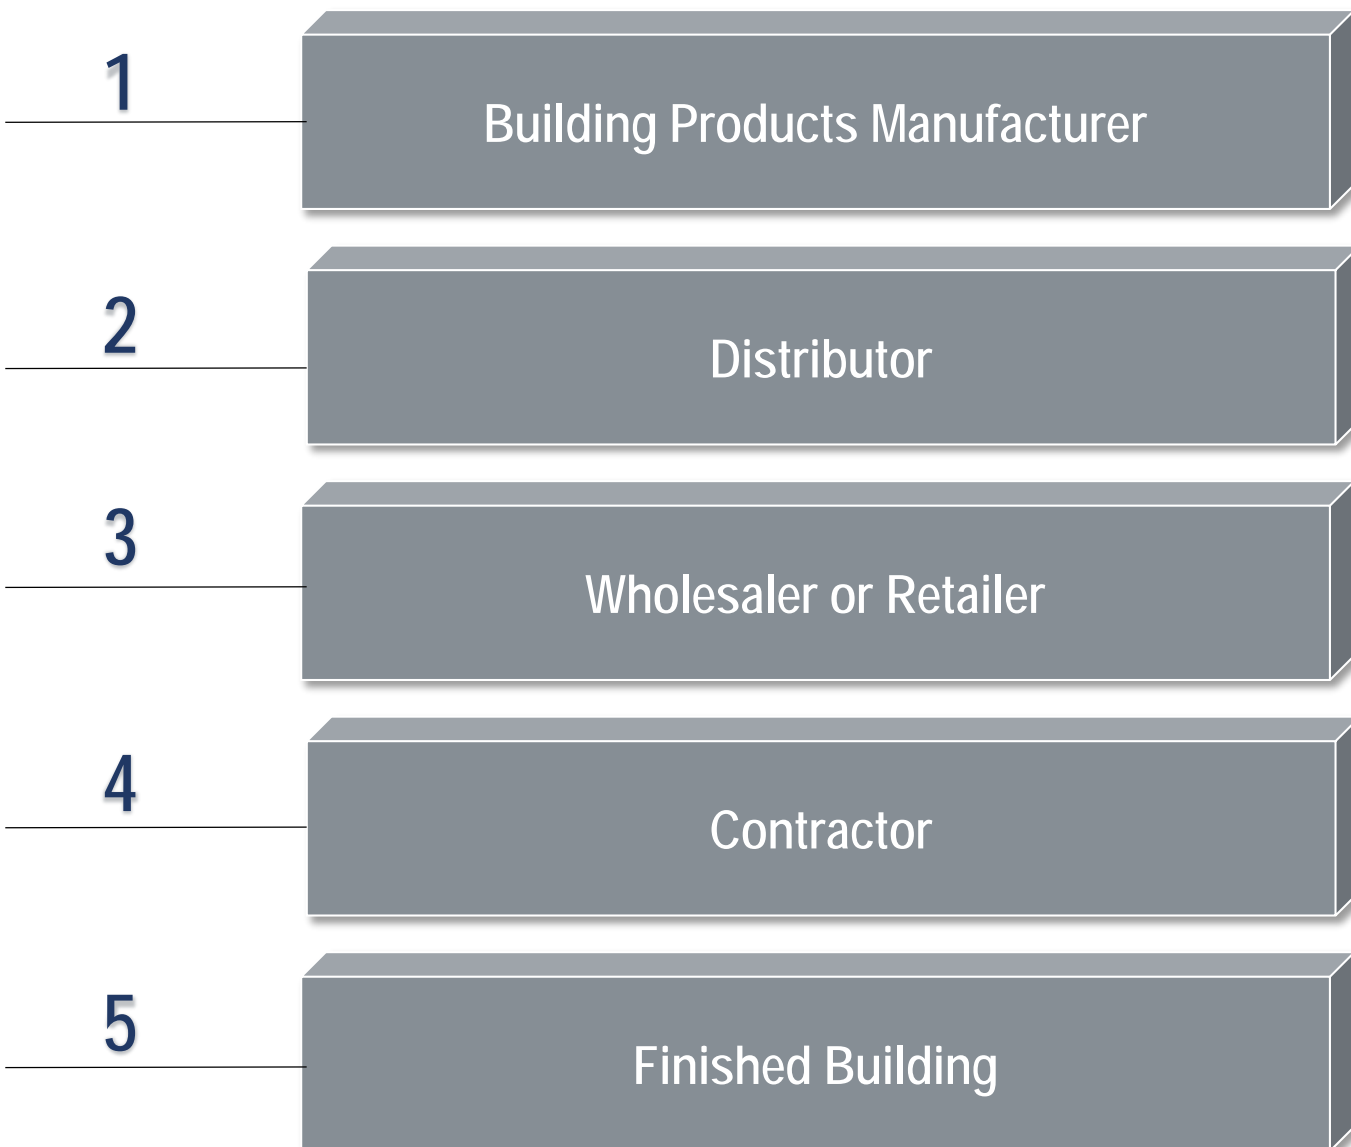 1
Building Products Manufacturer
2
Distributor
3
Wholesaler or Retailer
4
Contractor
5
Finished Building